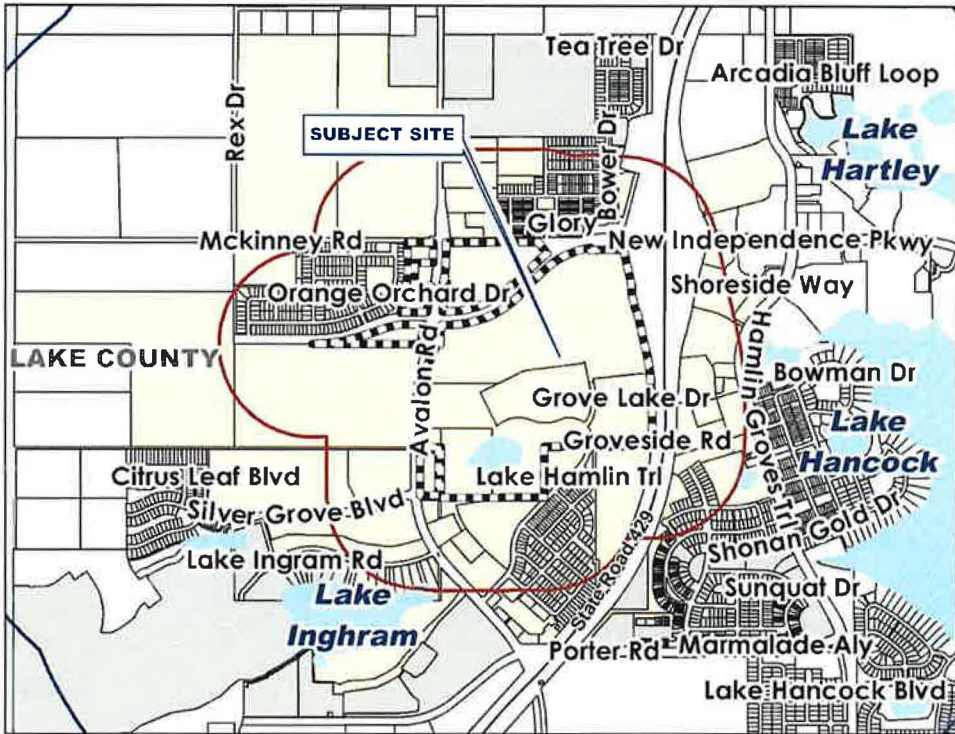 Tea Tree Dr
Arcadia Bluff Loop
Rex Dr
SUBJECT SITE
Lake
Hartley
Bower Dr
Glory
Mckinney Rd
New Independence Pkwy
Orange Orchard Dr
Shoreside Way
LAKE COUNTY
Avalon Rd
Hamlin Groves Trl
Bowman Dr
Grove Lake Dr
Lake
Hancock
Groveside Rd
Citrus Leaf Blvd
Lake Hamlin Trl
Silver Grove Blvd
Shonan Gold Dr
Lake Ingram Rd
State Road 429
Sunquat Dr
Lake
Inghram
Porter Rd
Marmalade Aly
Lake Hancock Blvd